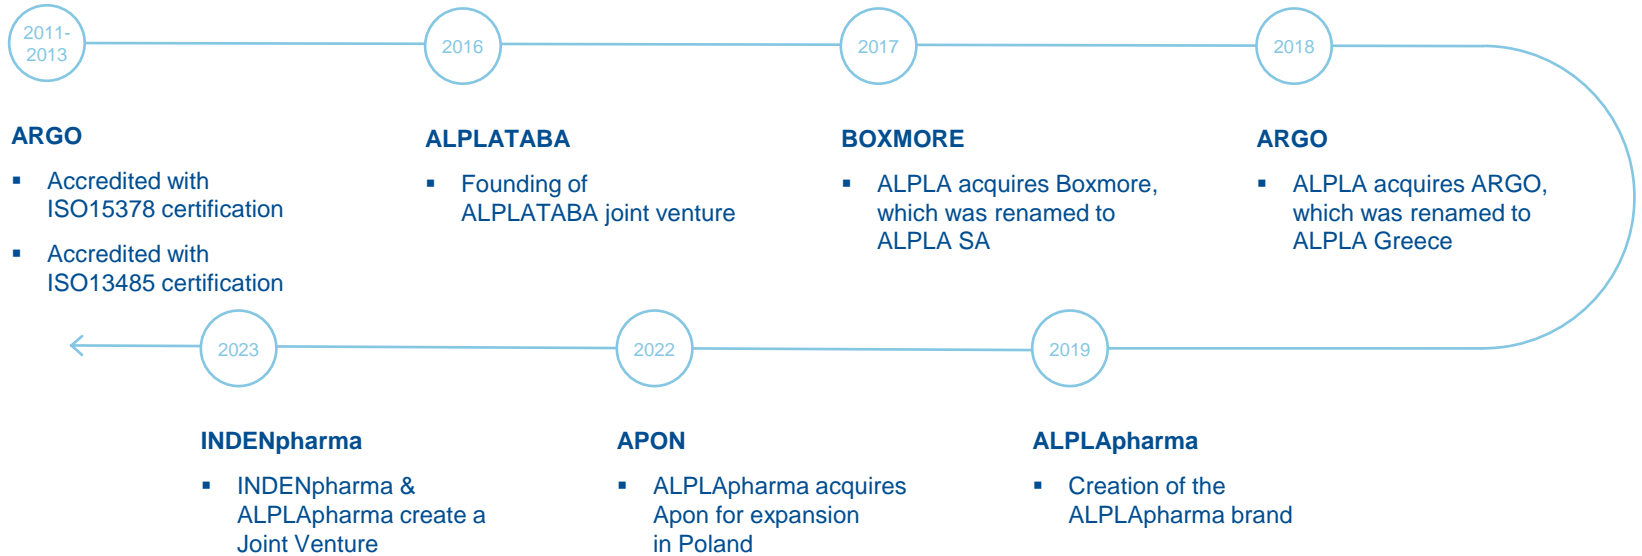 2011-
2013
2016
2017
2018
ARGO
▪ Accredited with
ISO15378 certification
▪ Accredited with
ISO13485 certification
ALPLATABA
▪ Founding of
ALPLATABA joint venture
BOXMORE
▪ ALPLA acquires Boxmore,
which was renamed to
ALPLA SA
ARGO
▪ ALPLA acquires ARGO,
which was renamed to
ALPLA Greece
2019
2022
2023
ALPLApharma
▪ Creation of the
ALPLApharma brand
APON
▪ ALPLApharma acquires
Apon for expansion
in Poland
INDENpharma
▪ INDENpharma &
ALPLApharma create a
Joint Venture